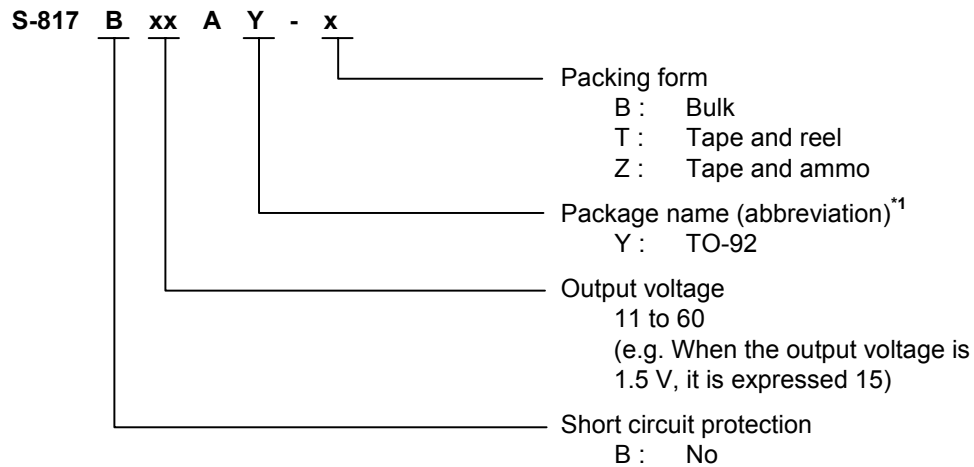 S-817 B xx A Y - x
Packing form
B : Bulk
T : Tape and reel
Z : Tape and ammo
Package name (abbreviation)*1
Y : TO-92
Output voltage
11 to 60
(e.g. When the output voltage is
1.5 V, it is expressed 15)
Short circuit protection
B : No